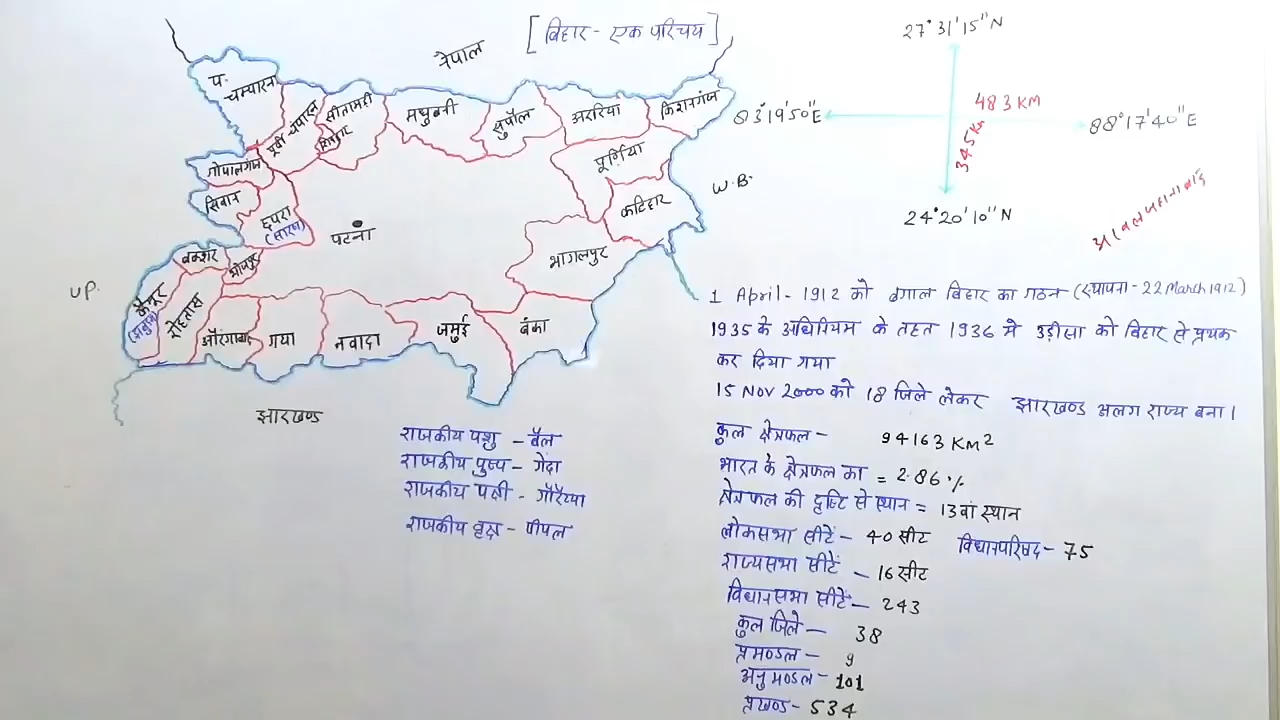 [बिहार - एक परिचय]
नेपाल
27°31'15"N
प. चम्पारन
पूर्वी चंपारन
सीतामढ़ी
मधुबनी
सुपौल
अररिया
किशनगंज
83°19'50"E
483 KM
345 KM
88°17'40"E
24°20'10"N
गोपालगंज
सिवान
छपरा
(सारण)
पटना
पूर्णिया
कटिहार
W.B.
भागलपुर
बक्सर
भोजपुर
UP.
कैमूर
रोहतास
औरंगाबाद
गया
नवादा
जमुई
बंका
झारखण्ड
राजकीय पशु - बैल
राजकीय पुष्प - गेंदा
राजकीय पक्षी - गौरैय्या
राजकीय वृक्ष - पीपल
1 April - 1912 को बंगाल बिहार का गठन (स्थापना - 22 March 1912)
1935 के अधिनियम के तहत 1936 मे उड़ीसा को बिहार से प्रथक
कर दिया गया
15 NOV 2000 को 18 जिले लेकर झारखण्ड अलग राज्य बना।
कुल क्षेत्रफल - 94163 KM²
भारत के क्षेत्रफल का = 2.86%
क्षेत्रफल की दृष्टि से स्थान = 13वां स्थान
लोकसभा सीटें - 40 सीट विधानपरिषद - 75
राज्यसभा सीटें - 16 सीट
विधानसभा सीटें - 243
कुल जिले - 38
प्रमण्डल - 9
अनुमण्डल - 101
प्रखण्ड - 534